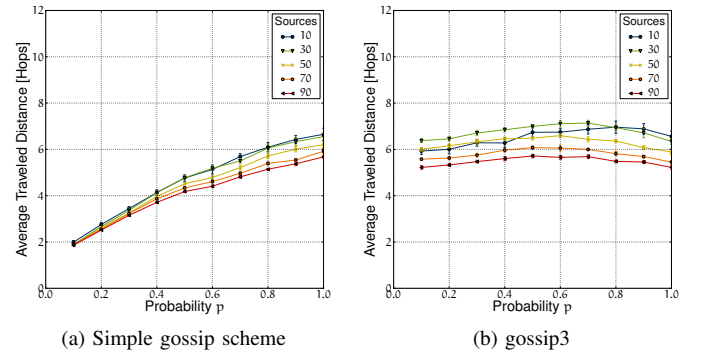 12
10
8
6
4
2
0
Average Traveled Distance [Hops]
0.0 0.2 0.4 0.6 0.8 1.0
Probability p
Sources
10
30
50
70
90
(a) Simple gossip scheme
12
10
8
6
4
2
0
Average Traveled Distance [Hops]
0.0 0.2 0.4 0.6 0.8 1.0
Probability p
Sources
10
30
50
70
90
(b) gossip3